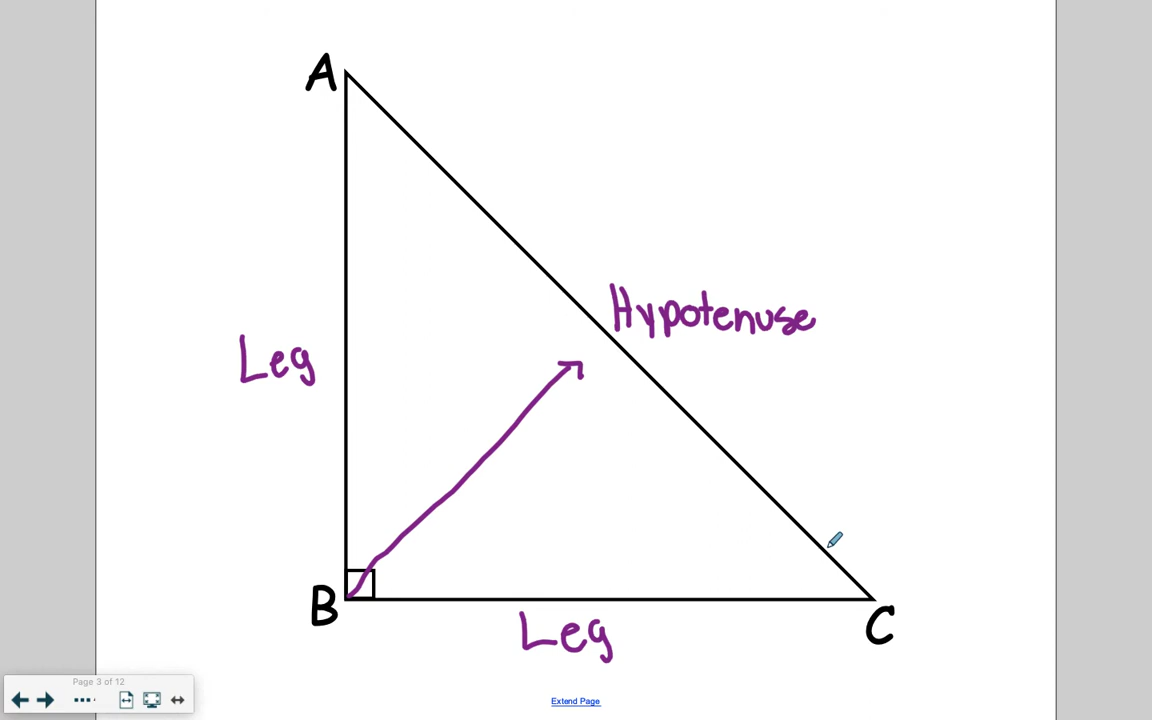 A
Hypotenuse
Leg
B
C
Leg
Page 3 of 12
Extend Page